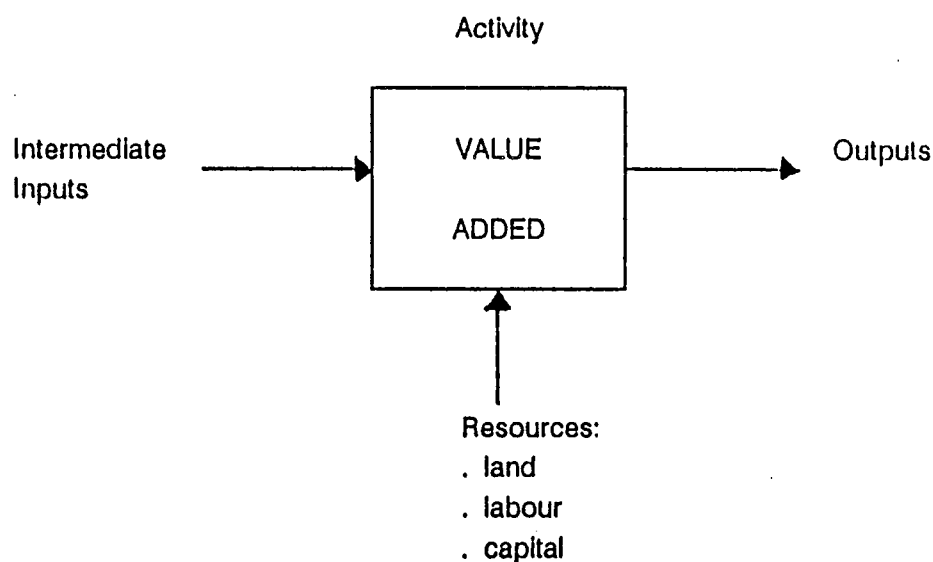 Activity
Intermediate
Inputs
VALUE
ADDED
Outputs
Resources:
. land
. labour
. capital